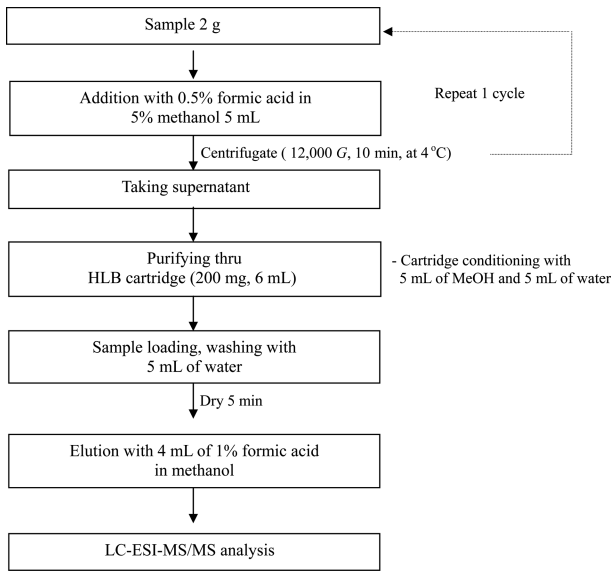 Sample 2 g
Repeat 1 cycle
Addition with 0.5% formic acid in
5% methanol 5 mL
Centrifugate ( 12,000 G, 10 min, at 4 °C)
Taking supernatant
Purifying thru
HLB cartridge (200 mg, 6 mL)
- Cartridge conditioning with
5 mL of MeOH and 5 mL of water
Sample loading, washing with
5 mL of water
Dry 5 min
Elution with 4 mL of 1% formic acid
in methanol
LC-ESI-MS/MS analysis